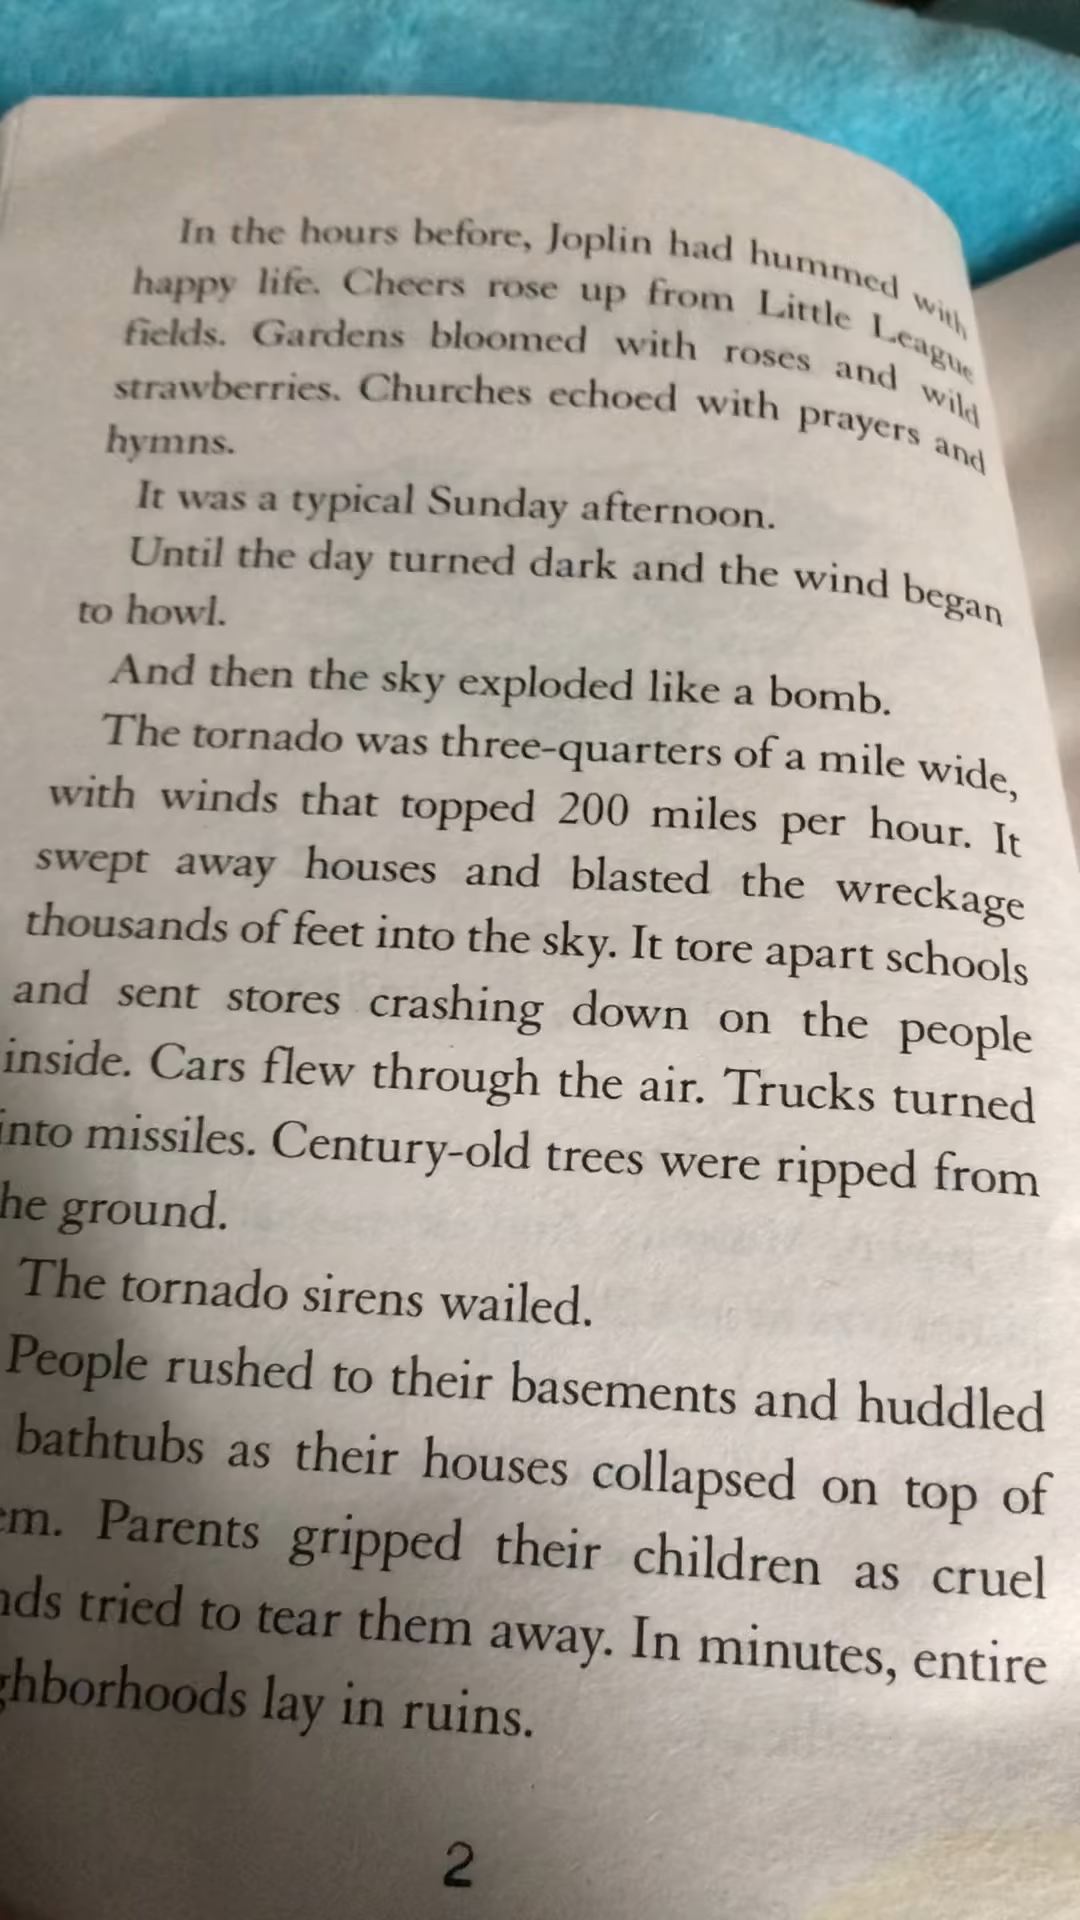 In the hours before, Joplin had hummed with
happy life. Cheers rose up from Little League
fields. Gardens bloomed with roses and wild
strawberries. Churches echoed with prayers and
hymns.
It was a typical Sunday afternoon.
Until the day turned dark and the wind began
to howl.
And then the sky exploded like a bomb.
The tornado was three-quarters of a mile wide,
with winds that topped 200 miles per hour. It
swept away houses and blasted the wreckage
thousands of feet into the sky. It tore apart schools
and sent stores crashing down on the people
inside. Cars flew through the air. Trucks turned
into missiles. Century-old trees were ripped from
he ground.
The tornado sirens wailed.
People rushed to their basements and huddled
bathtubs as their houses collapsed on top of
em. Parents gripped their children as cruel
nds tried to tear them away. In minutes, entire
ghborhoods lay in ruins.
2